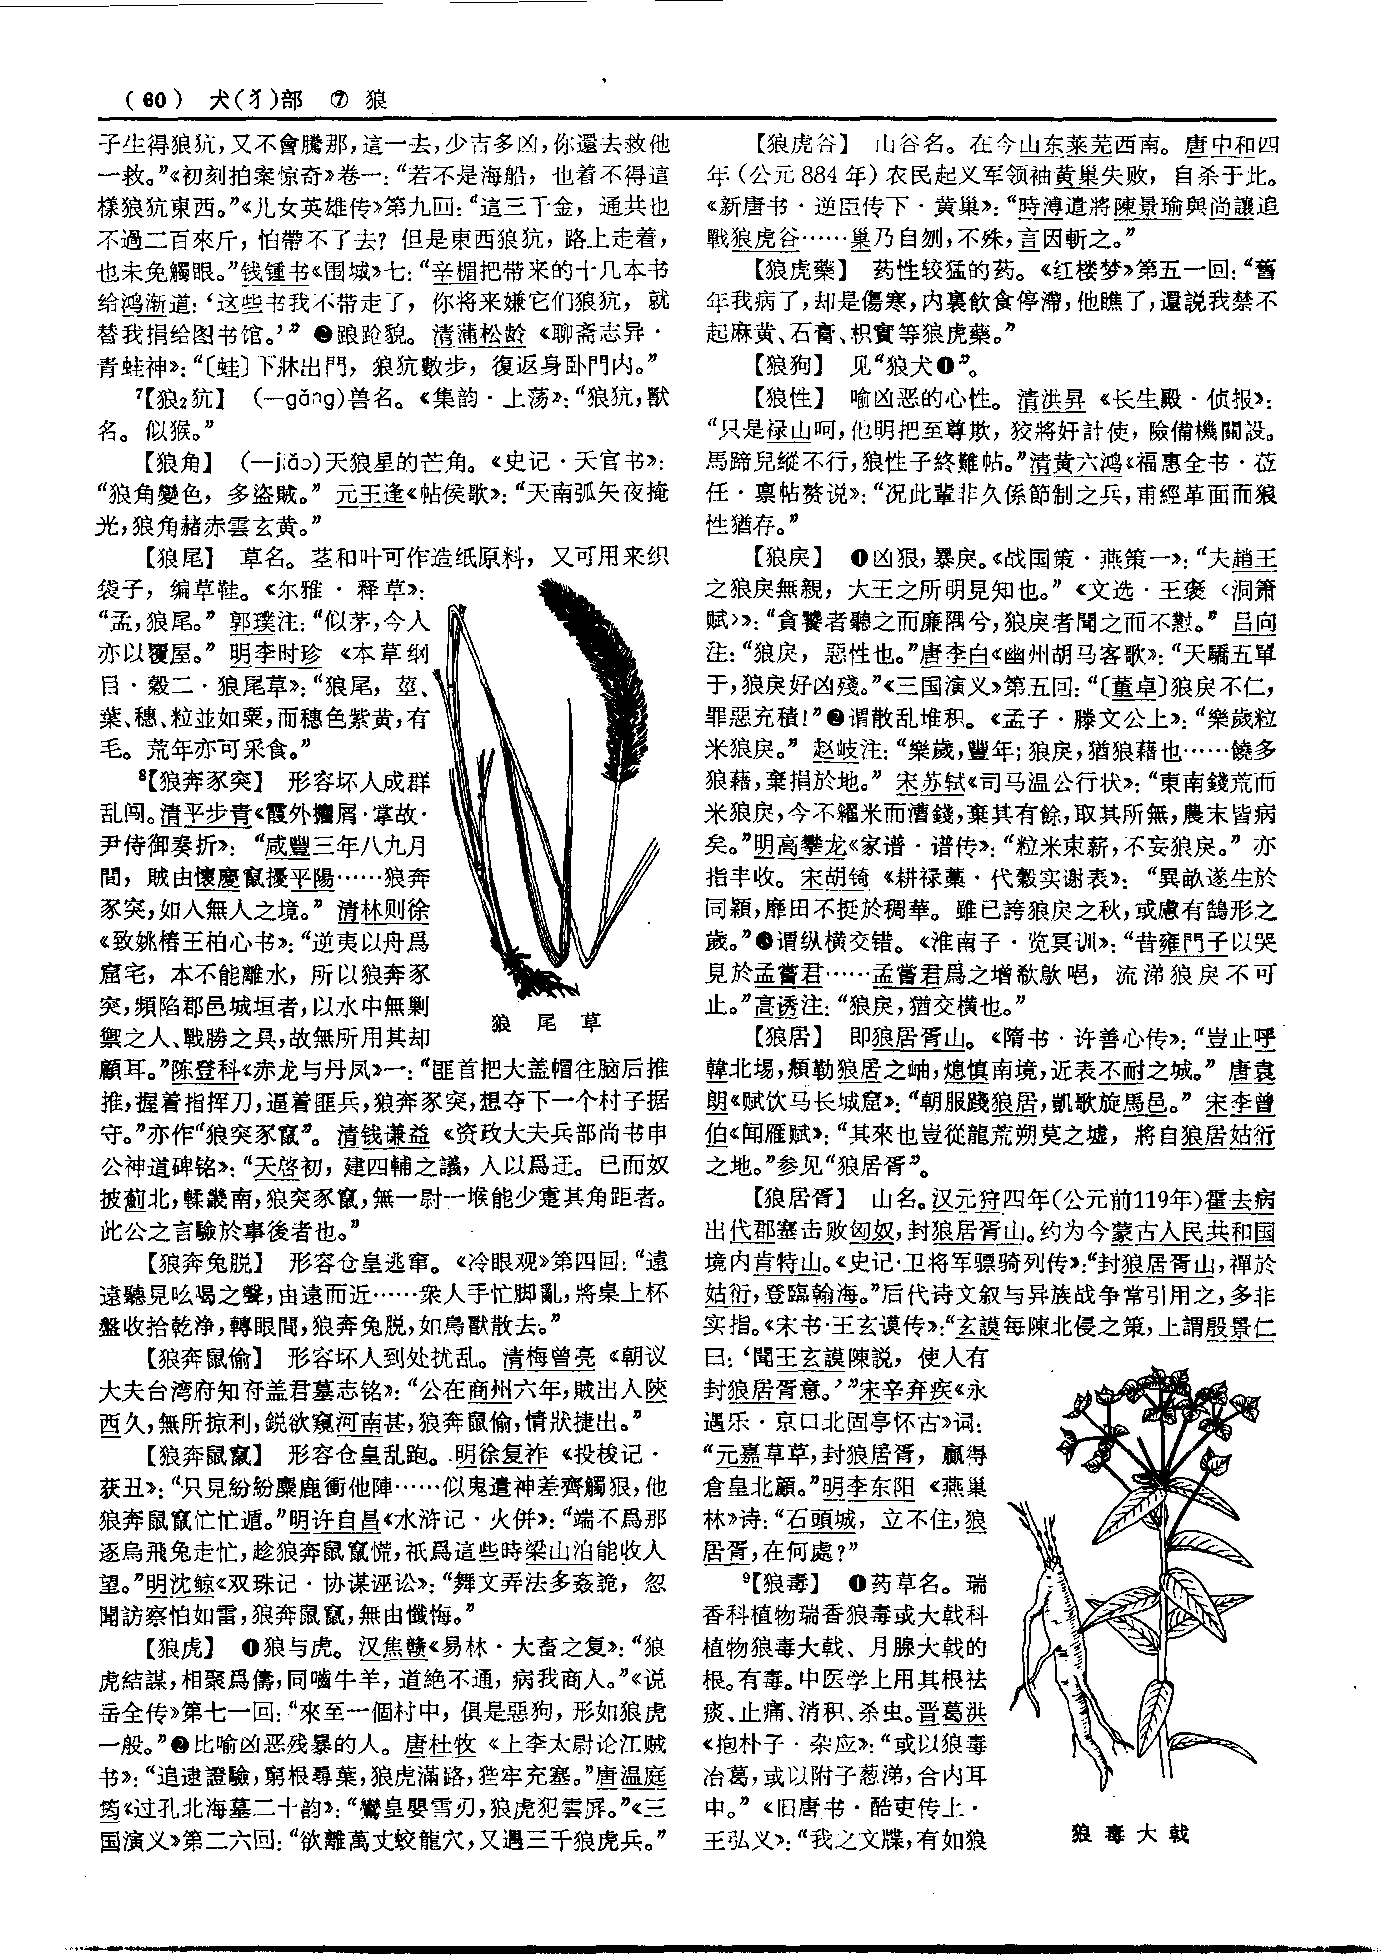 (60) 犬(犭)部 ⑦ 狼
子生得狼犺,又不會騰那,這一去,少吉多凶,你還去救他
一救。”《初刻拍案惊奇》卷一:“若不是海船，也着不得這
樣狼犺東西。”《儿女英雄传》第九回:“這三千金，通共也
不過二百來斤，怕帶不了去?但是東西狼犺，路上走着，
也未免觸眼。”钱锺书《围城》七:“辛楣把带来的十几本书
给鸿渐道:‘这些书我不带走了，你将来嫌它们狼犺，就
替我捐给图书馆。’”❷踉跄貌。清蒲松龄《聊斋志异·
青蛙神》:“〔蛙〕下牀出門，狼犺數步，復返身卧門内。”
⁷【狼₂犺】 (—gǎng)兽名。《集韵·上荡》:“狼犺,獸
名。似猴。”
【狼角】 (—jiǎo)天狼星的芒角。《史记·天官书》:
“狼角變色，多盜賊。”元王逢《帖侯歌》:“天南弧矢夜掩
光,狼角赭赤雲玄黄。”
【狼尾】 草名。茎和叶可作造纸原料，又可用来织
袋子，编草鞋。《尔雅·释草》:
“孟,狼尾。”郭璞注:“似茅,今人
亦以覆屋。”明李时珍《本草纲
目·穀二·狼尾草》:“狼尾，莖、
葉、穗、粒並如粟,而穗色紫黄,有
毛。荒年亦可采食。”
⁸【狼奔豕突】 形容坏人成群
乱闯。清平步青《霞外攟屑·掌故·
尹侍御奏折》:“咸豐三年八九月
間，賊由懷慶竄擾平陽……狼奔
豕突,如入無人之境。”清林则徐
《致姚椿王柏心书》:“逆夷以舟爲
窟宅，本不能離水，所以狼奔豕
突,頻陷郡邑城垣者,以水中無剿
禦之人、戰勝之具,故無所用其却
顧耳。”陈登科《赤龙与丹凤》一:“匪首把大盖帽往脑后推
推,握着指挥刀,逼着匪兵,狼奔豕突,想夺下一个村子据
守。”亦作“狼突豕竄”。清钱谦益《资政大夫兵部尚书申
公神道碑铭》:“天啓初，建四輔之議，人以爲迂。已而奴
披薊北,轥畿南,狼突豕竄,無一尉一堠能少寔其角距者。
此公之言驗於事後者也。”
【狼奔兔脱】 形容仓皇逃窜。《冷眼观》第四回:“遠
遠聽見吆喝之聲,由遠而近……衆人手忙脚亂,將桌上杯
盤收拾乾净,轉眼間,狼奔兔脱,如鳥獸散去。”
【狼奔鼠偷】 形容坏人到处扰乱。清梅曾亮《朝议
大夫台湾府知府盖君墓志铭》:“公在商州六年,賊出入陝
西久,無所掠利,鋭欲窺河南甚,狼奔鼠偷,情狀捷出。”
【狼奔鼠竄】 形容仓皇乱跑。明徐复祚《投梭记·
获丑》:“只見紛紛麋鹿衝他陣……似鬼遣神差齊觸狠,他
狼奔鼠竄忙忙遁。”明许自昌《水浒记·火併》:“端不爲那
逐烏飛兔走忙,趁狼奔鼠竄慌,祇爲這些時梁山泊能收人
望。”明沈鲸《双珠记·协谋诬讼》:“舞文弄法多姦詭，忽
聞訪察怕如雷,狼奔鼠竄,無由懺悔。”
【狼虎】 ❶狼与虎。汉焦赣《易林·大畜之复》:“狼
虎結謀,相聚爲儔,同嚙牛羊，道絶不通，病我商人。”《说
岳全传》第七一回:“來至一個村中，俱是惡狗，形如狼虎
一般。”❷比喻凶恶残暴的人。唐杜牧《上李太尉论江贼
书》:“追逮證驗,窮根尋葉,狼虎滿路,狴牢充塞。”唐温庭
筠《过孔北海墓二十韵》:“鸞皇嬰雪刃,狼虎犯雲屏。”《三
国演义》第二六回:“欲離萬丈蛟龍穴,又遇三千狼虎兵。”
狼尾草
【狼虎谷】 山谷名。在今山东莱芜西南。唐中和四
年(公元884年)农民起义军领袖黄巢失败，自杀于此。
《新唐书·逆臣传下·黄巢》:“時溥遣將陳景瑜與尚讓追
戰狼虎谷……巢乃自刎,不殊,言因斬之。”
【狼虎藥】 药性较猛的药。《红楼梦》第五一回:“舊
年我病了,却是傷寒,内裏飲食停滯,他瞧了,還説我禁不
起麻黄、石膏、枳實等狼虎藥。”
【狼狗】 见“狼犬❶”。
【狼性】 喻凶恶的心性。清洪昇《长生殿·侦报》:
“只是禄山呵,他明把至尊欺，狡將奸計使，險備機關設。
馬蹄兒縱不行,狼性子終難帖。”清黄六鸿《福惠全书·莅
任·禀帖赘说》:“况此輩非久係節制之兵,甫經革面而狼
性猶存。”
【狼戾】 ❶凶狠,暴戾。《战国策·燕策一》:“夫趙王
之狼戾無親，大王之所明見知也。”《文选·王褒〈洞箫
赋〉》:“貪饕者聽之而廉隅兮,狼戾者聞之而不懟。”吕向
注:“狼戾，惡性也。”唐李白《幽州胡马客歌》:“天驕五單
于,狼戾好凶殘。”《三国演义》第五回:“〔董卓〕狼戾不仁，
罪惡充積!”❷谓散乱堆积。《孟子·滕文公上》:“樂歲粒
米狼戾。”赵岐注:“樂歲,豐年;狼戾,猶狼藉也……饒多
狼藉,棄捐於地。”宋苏轼《司马温公行状》:“東南錢荒而
米狼戾,今不糴米而漕錢,棄其有餘,取其所無,農末皆病
矣。”明高攀龙《家谱·谱传》:“粒米束薪,不妄狼戾。”亦
指丰收。宋胡锜《耕禄藁·代穀实谢表》:“異畝遂生於
同穎,靡田不挺於稠華。雖已誇狼戾之秋,或慮有鵠形之
歲。”❸谓纵横交错。《淮南子·览冥训》:“昔雍門子以哭
見於孟嘗君……孟嘗君爲之增欷歍唈，流涕狼戾不可
止。”高诱注:“狼戾,猶交横也。”
【狼居】 即狼居胥山。《隋书·许善心传》:“豈止呼
韓北場,頫勒狼居之岫,熄慎南境,近表不耐之城。”唐袁
朗《赋饮马长城窟》:“朝服踐狼居,凱歌旋馬邑。”宋李曾
伯《闻雁赋》:“其來也豈從龍荒朔莫之墟，將自狼居姑衍
之地。”参见“狼居胥”。
【狼居胥】 山名。汉元狩四年(公元前119年)霍去病
出代郡塞击败匈奴,封狼居胥山。约为今蒙古人民共和国
境内肯特山。《史记·卫将军骠骑列传》:“封狼居胥山,禪於
姑衍,登臨翰海。”后代诗文叙与异族战争常引用之,多非
实指。《宋书·王玄谟传》:“玄謨每陳北侵之策,上謂殷景仁
曰:‘聞王玄謨陳説，使人有
封狼居胥意。’”宋辛弃疾《永
遇乐·京口北固亭怀古》词:
“元嘉草草,封狼居胥，贏得
倉皇北顧。”明李东阳《燕巢
林》诗:“石頭城，立不住,狼
居胥,在何處?”
⁹【狼毒】 ❶药草名。瑞
香科植物瑞香狼毒或大戟科
植物狼毒大戟、月腺大戟的
根。有毒。中医学上用其根祛
痰、止痛、消积、杀虫。晋葛洪
《抱朴子·杂应》:“或以狼毒
冶葛,或以附子葱涕,合内耳
中。”《旧唐书·酷吏传上·
王弘义》:“我之文牒,有如狼
狼毒大戟